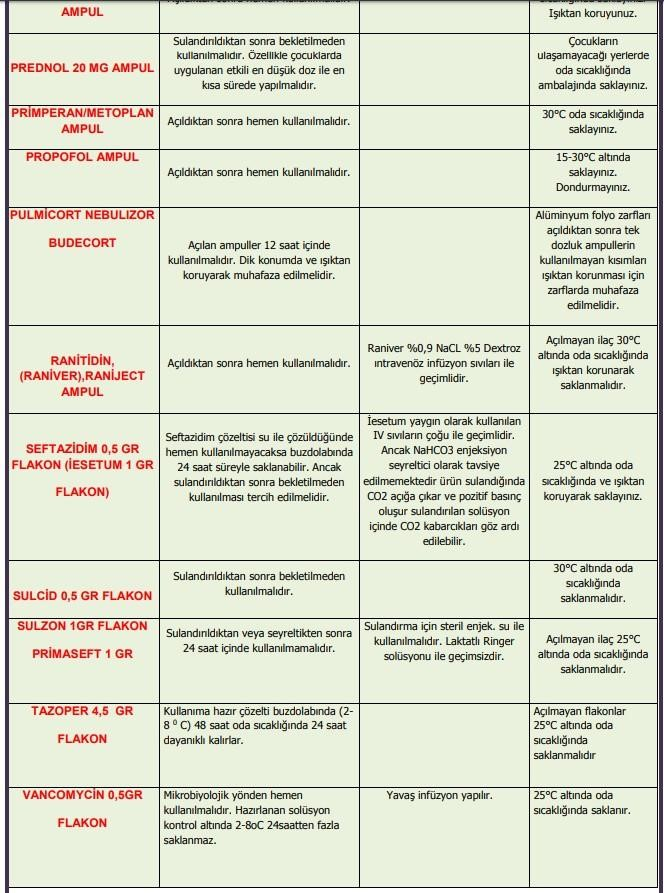 AMPUL
Açıldıktan sonra hemen kullanılmalıdır.
Işıktan koruyunuz.
PREDNOL 20 MG AMPUL
Sulandırıldıktan sonra bekletilmeden
kullanılmalıdır. Özellikle çocuklarda
uygulanan etkili en düşük doz ile en
kısa sürede yapılmalıdır.
Çocukların
ulaşamayacağı yerlerde
oda sıcaklığında
ambalajında saklayınız.
PRİMPERAN/METOPLAN
AMPUL
Açıldıktan sonra hemen kullanılmalıdır.
30°C oda sıcaklığında
saklayınız.
PROPOFOL AMPUL
Açıldıktan sonra hemen kullanılmalıdır.
15-30°C altında
saklayınız.
Dondurmayınız.
PULMİCORT NEBULIZOR
BUDECORT
Açılan ampuller 12 saat içinde
kullanılmalıdır. Dik konumda ve ışıktan
koruyarak muhafaza edilmelidir.
Alüminyum folyo zarfları
açıldıktan sonra tek
dozluk ampullerin
kullanılmayan kısımları
ışıktan korunması için
zarflarda muhafaza
edilmelidir.
RANİTİDİN,
(RANİVER),RANİJECT
AMPUL
Açıldıktan sonra hemen kullanılmalıdır.
Raniver %0,9 NaCL %5 Dextroz
ıntravenöz infüzyon sıvıları ile
geçimlidir.
Açılmayan ilaç 30°C
altında oda sıcaklığında
ışıktan korunarak
saklanmalıdır.
SEFTAZİDİM 0,5 GR
FLAKON (İESETUM 1 GR
FLAKON)
Seftazidim çözeltisi su ile çözüldüğünde
hemen kullanılmayacaksa buzdolabında
24 saat süreyle saklanabilir. Ancak
sulandırıldıktan sonra bekletilmeden
kullanılması tercih edilmelidir.
İesetum yaygın olarak kullanılan
IV sıvıların çoğu ile geçimlidir.
Ancak NaHCO3 enjeksiyon
seyreltici olarak tavsiye
edilmemektedir ürün sulandığında
CO2 açığa çıkar ve pozitif basınç
oluşur sulandırılan solüsyon
içinde CO2 kabarcıkları göz ardı
edilebilir.
25°C altında oda
sıcaklığında ve ışıktan
koruyarak saklayınız.
SULCİD 0,5 GR FLAKON
Sulandırıldıktan sonra bekletilmeden
kullanılmalıdır.
30°C altında oda
sıcaklığında
saklanmalıdır.
SULZON 1GR FLAKON
PRİMASEFT 1 GR
Sulandırıldıktan veya seyreltikten sonra
24 saat içinde kullanılmamalıdır.
Sulandırma için steril enjek. su ile
kullanılmalıdır. Laktatlı Ringer
solüsyonu ile geçimsizdir.
Açılmayan ilaç 25°C
altında oda sıcaklığında
saklanmalıdır.
TAZOPER 4,5 GR
FLAKON
Kullanıma hazır çözelti buzdolabında (2-
8 ⁰ C) 48 saat oda sıcaklığında 24 saat
dayanıklı kalırlar.
Açılmayan flakonlar
25°C altında oda
sıcaklığında
saklanmalıdır
VANCOMYCİN 0,5GR
FLAKON
Mikrobiyolojik yönden hemen
kullanılmalıdır. Hazırlanan solüsyon
kontrol altında 2-8oC 24saatten fazla
saklanmaz.
Yavaş infüzyon yapılır.
25°C altında oda
sıcaklığında saklanır.